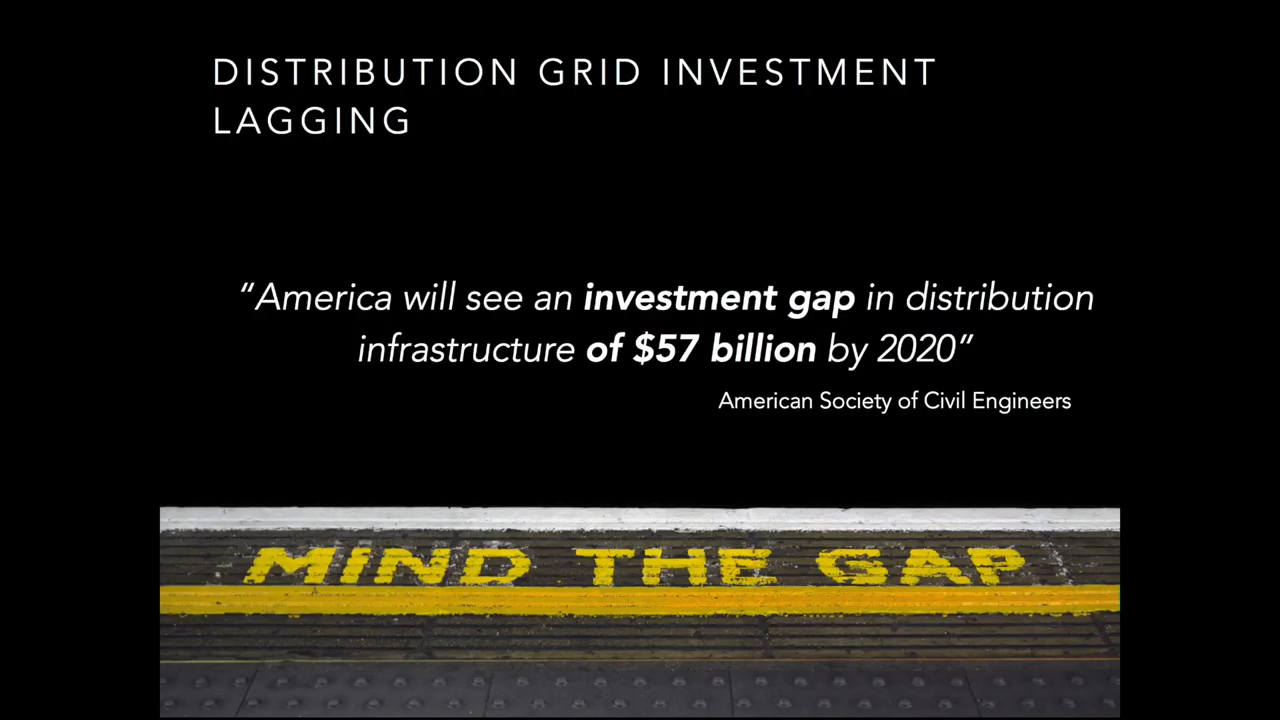 DISTRIBUTION GRID INVESTMENT
LAGGING
“America will see an investment gap in distribution
infrastructure of $57 billion by 2020”
American Society of Civil Engineers
MIND THE GAP